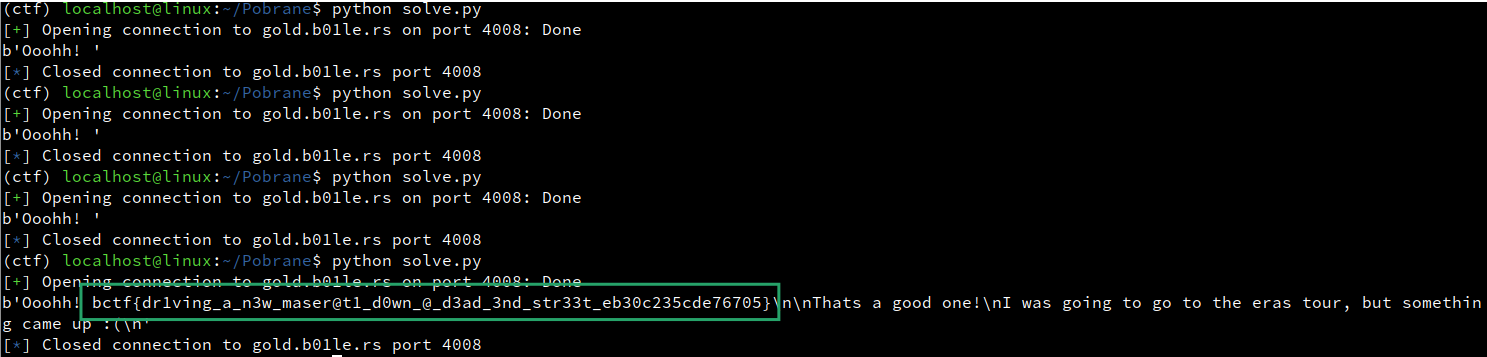 (ctf) localhost@linux:~/Pobrane$ python solve.py
[+] Opening connection to gold.b01le.rs on port 4008: Done
b'Ooohh! '
[*] Closed connection to gold.b01le.rs port 4008
(ctf) localhost@linux:~/Pobrane$ python solve.py
[+] Opening connection to gold.b01le.rs on port 4008: Done
b'Ooohh! '
[*] Closed connection to gold.b01le.rs port 4008
(ctf) localhost@linux:~/Pobrane$ python solve.py
[+] Opening connection to gold.b01le.rs on port 4008: Done
b'Ooohh! '
[*] Closed connection to gold.b01le.rs port 4008
(ctf) localhost@linux:~/Pobrane$ python solve.py
[+] Opening connection to gold.b01le.rs on port 4008: Done
b'Ooohh! bctf{dr1ving_a_n3w_maser@t1_d0wn_@_d3ad_3nd_str33t_eb30c235cde76705}\n\nThats a good one!\nI was going to go to the eras tour, but somethin
g came up :(\n'
[*] Closed connection to gold.b01le.rs port 4008